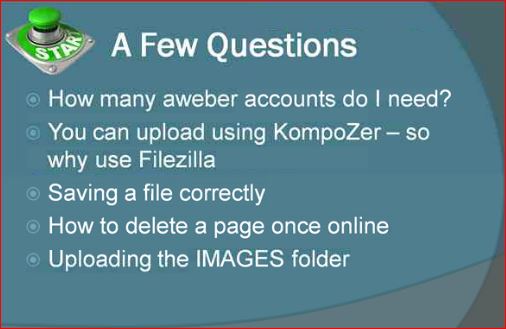 START
A Few Questions
How many aweber accounts do I need?
You can upload using KompoZer – so
why use Filezilla
Saving a file correctly
How to delete a page once online
Uploading the IMAGES folder